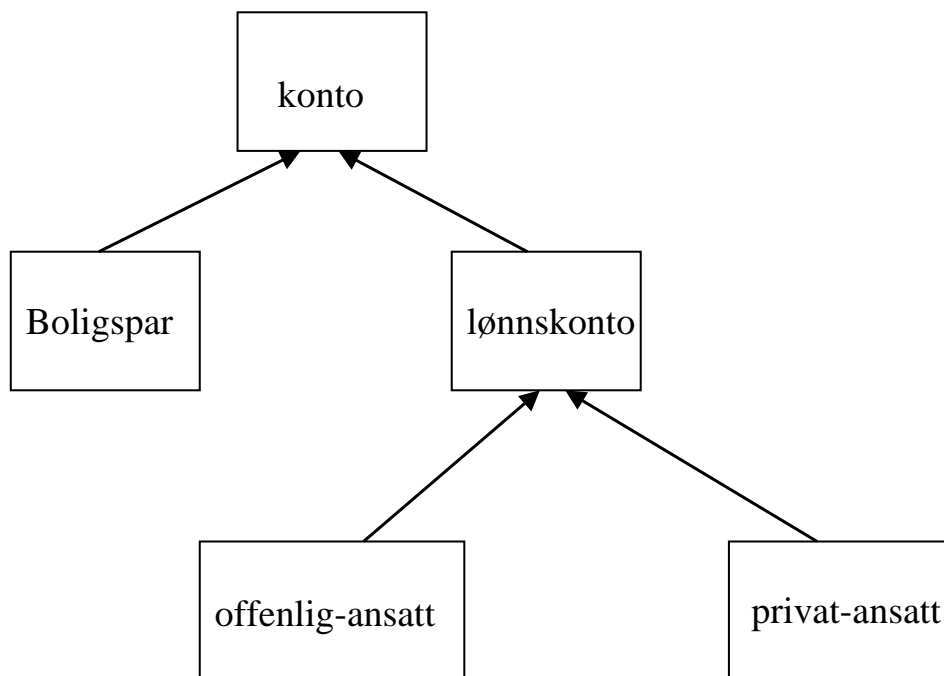 konto
Boligspar
lønnskonto
offenlig-ansatt
privat-ansatt